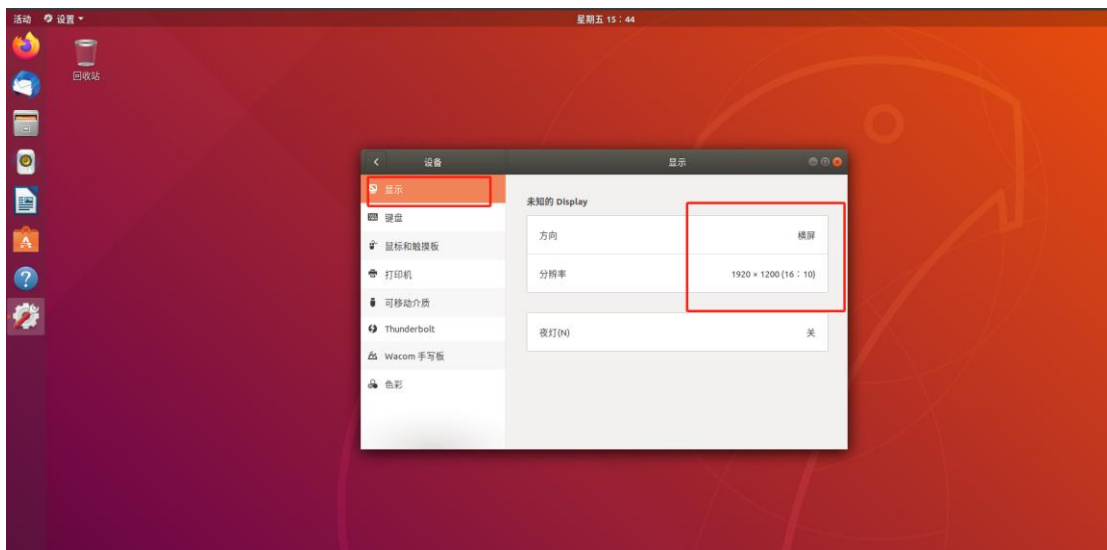 活动 设置 星期五 15：44
回收站
设备 显示
显示
键盘
鼠标和触摸板
打印机
可移动介质
Thunderbolt
Wacom 手写板
色彩
未知的 Display
方向 横屏
分辨率 1920 × 1200 (16：10)
夜灯(N) 关